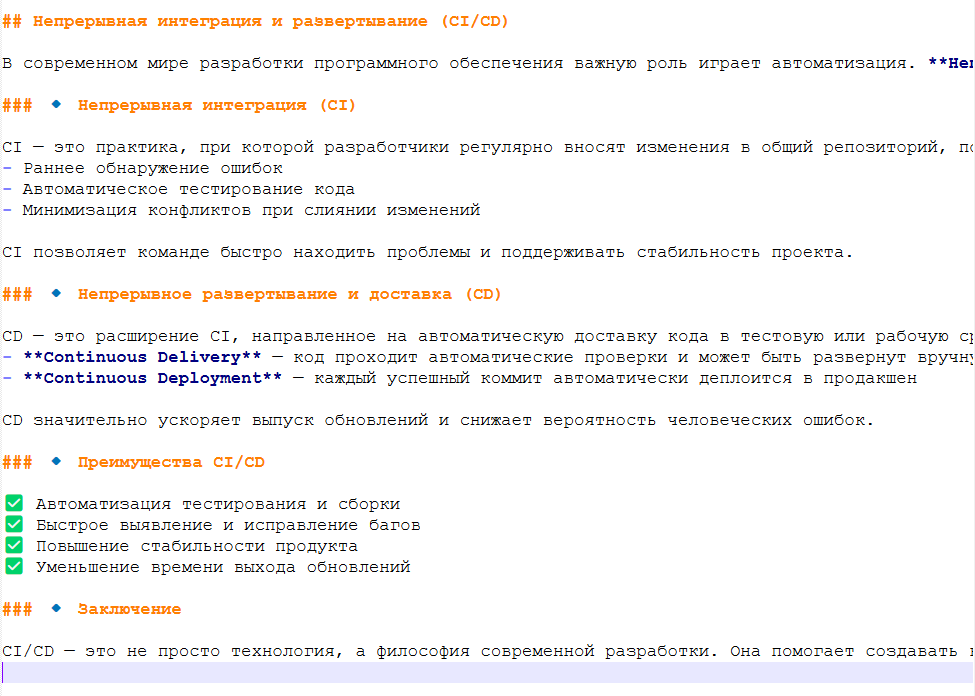 ## Непрерывная интеграция и развертывание (CI/CD)
В современном мире разработки программного обеспечения важную роль играет автоматизация.
### 🔹 Непрерывная интеграция (CI)
CI — это практика, при которой разработчики регулярно вносят изменения в общий репозиторий,
- Раннее обнаружение ошибок
- Автоматическое тестирование кода
- Минимизация конфликтов при слиянии изменений
CI позволяет команде быстро находить проблемы и поддерживать стабильность проекта.
### 🔹 Непрерывное развертывание и доставка (CD)
CD — это расширение CI, направленное на автоматическую доставку кода в тестовую или рабочую
- **Continuous Delivery** — код проходит автоматические проверки и может быть развернут
- **Continuous Deployment** — каждый успешный коммит автоматически деплоится в продакшен
CD значительно ускоряет выпуск обновлений и снижает вероятность человеческих ошибок.
### 🔹 Преимущества CI/CD
✅ Автоматизация тестирования и сборки
✅ Быстрое выявление и исправление багов
✅ Повышение стабильности продукта
✅ Уменьшение времени выхода обновлений
### 🔹 Заключение
CI/CD — это не просто технология, а философия современной разработки. Она помогает создавать